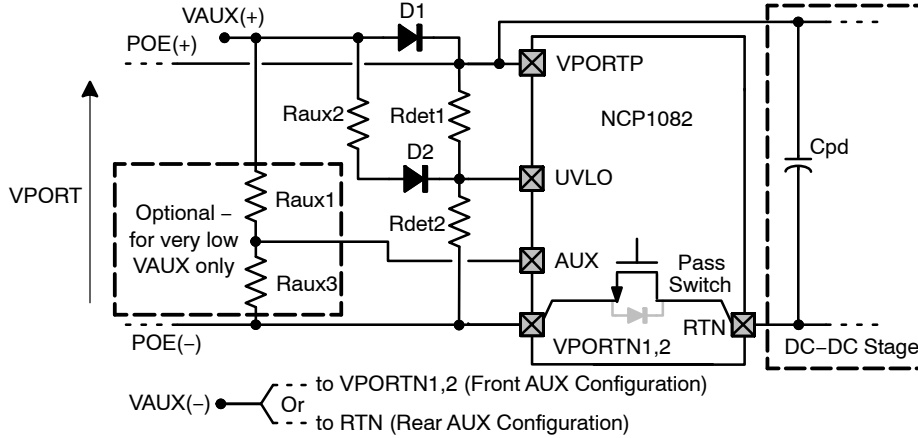 D1
VAUX(+)
POE(+)
VPORTP
Raux2
Rdet1
NCP1082
Cpd
D2
VPORT
UVLO
Optional –
for very low
VAUX only
Raux1
Rdet2
AUX
Pass
Switch
Raux3
RTN
POE(–)
VPORTN1,2
DC–DC Stage
to VPORTN1,2 (Front AUX Configuration)
VAUX(–)
Or
to RTN (Rear AUX Configuration)